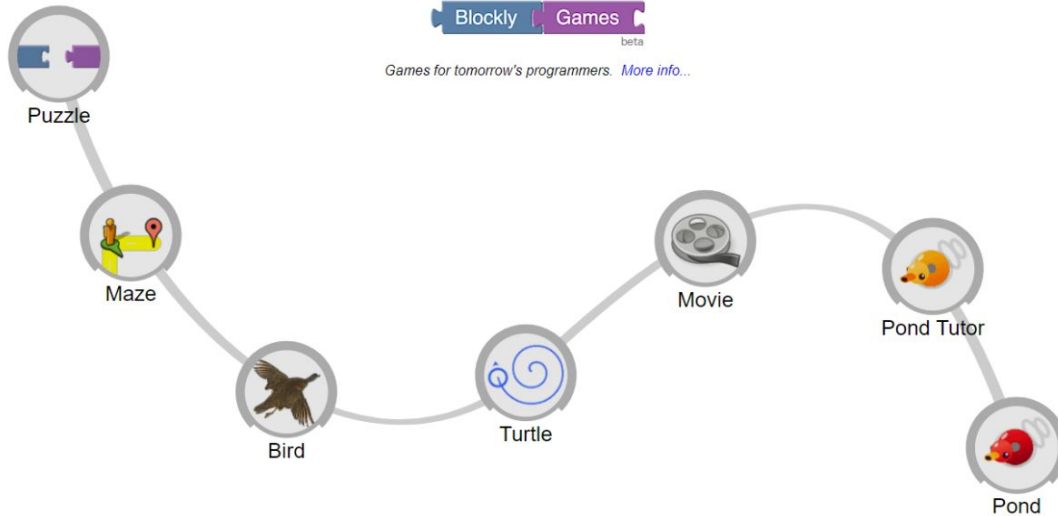 Blockly Games
beta
Games for tomorrow's programmers. More info...
Puzzle
Maze
Bird
Turtle
Movie
Pond Tutor
Pond